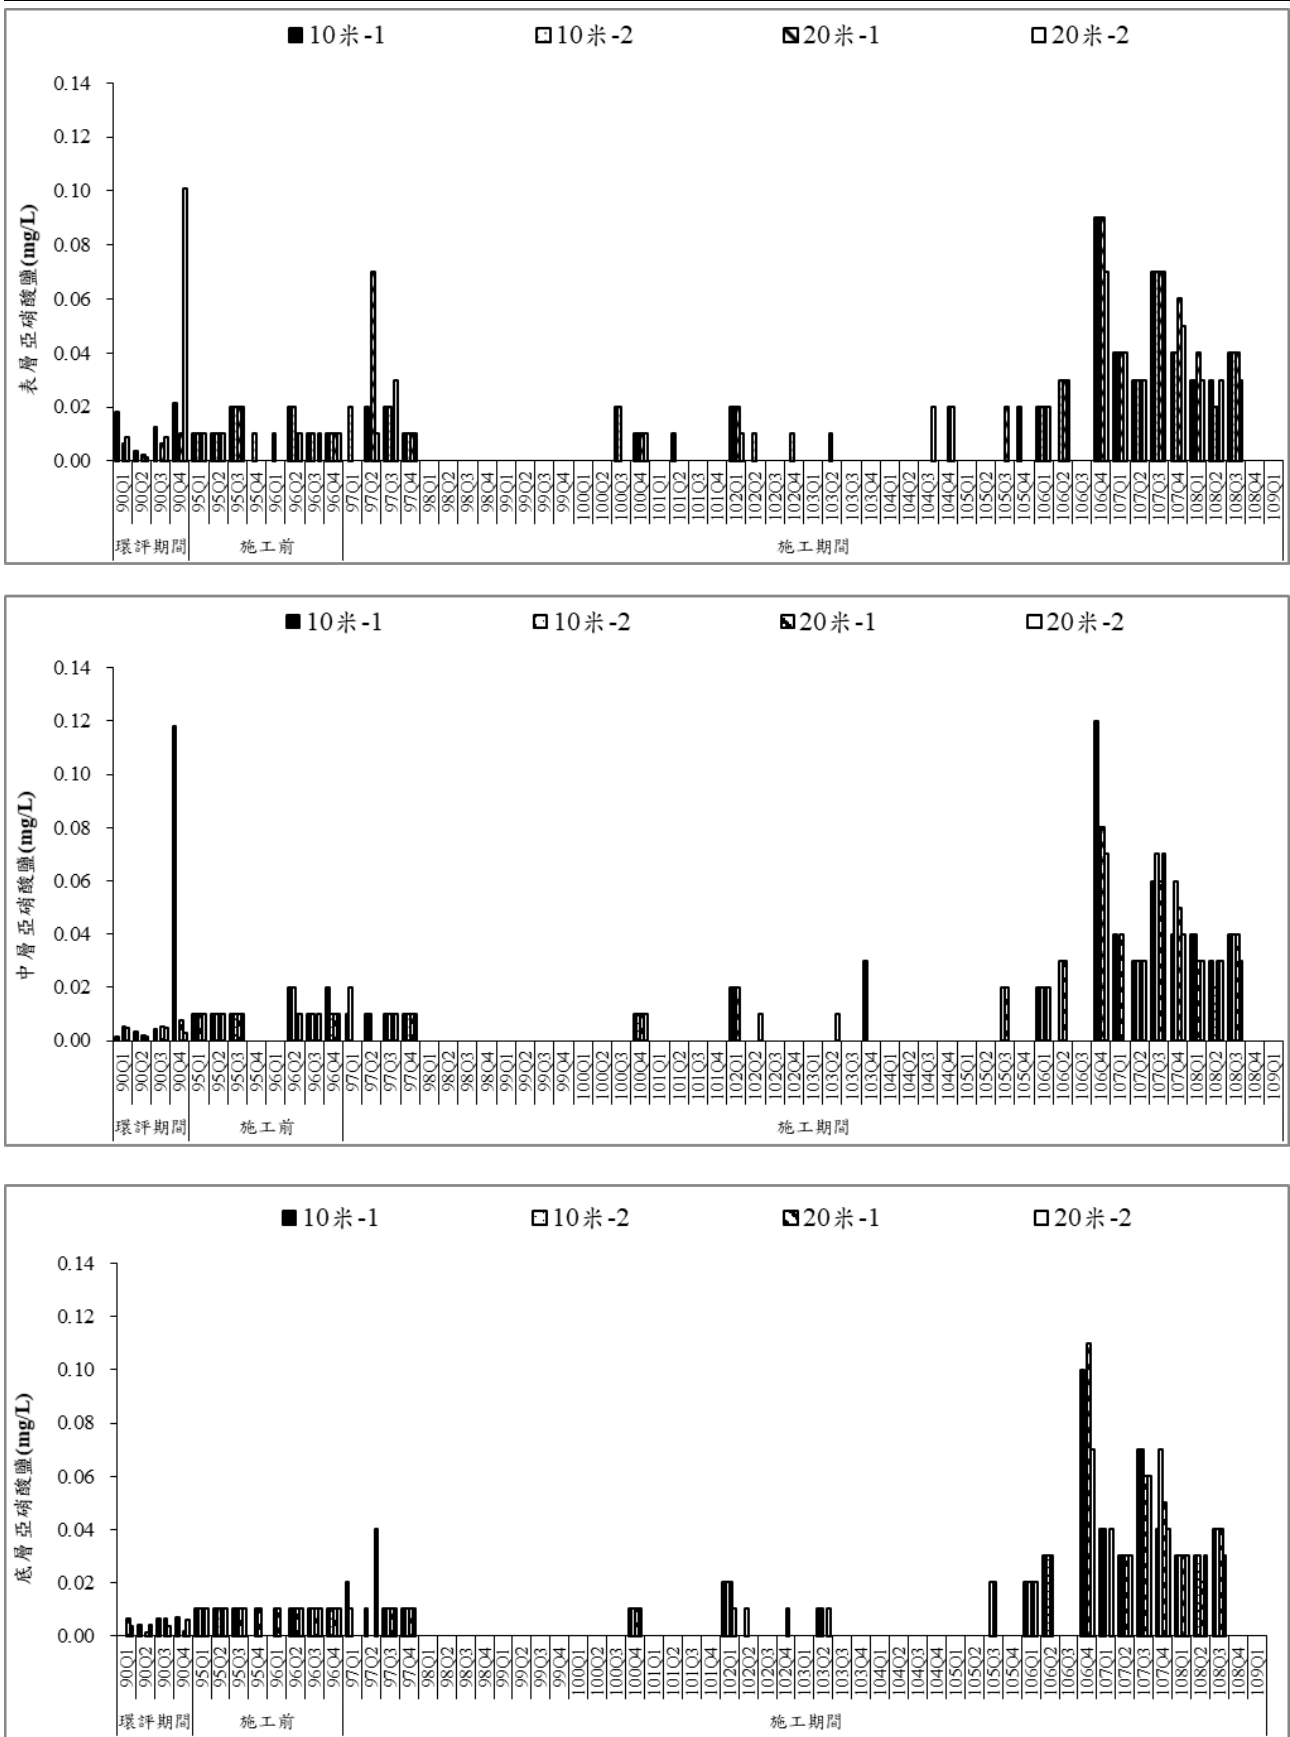 ■10米-1 □10米-2 ◩20米-1 □20米-2
表層亞硝酸鹽(mg/L)
0.14
0.12
0.10
0.08
0.06
0.04
0.02
0.00
90Q1 90Q2 90Q3 90Q4 95Q1 95Q2 95Q3 95Q4 96Q1 96Q2 96Q3 96Q4 97Q1 97Q2 97Q3 97Q4 98Q1 98Q2 98Q3 98Q4 99Q1 99Q2 99Q3 99Q4 100Q1 100Q2 100Q3 100Q4 101Q1 101Q2 101Q3 101Q4 102Q1 102Q2 102Q3 102Q4 103Q1 103Q2 103Q3 103Q4 104Q1 104Q2 104Q3 104Q4 105Q1 105Q2 105Q3 105Q4 106Q1 106Q2 106Q3 106Q4 107Q1 107Q2 107Q3 107Q4 108Q1 108Q2 108Q3 108Q4 109Q1
環評期間 施工前 施工期間
■10米-1 □10米-2 ◩20米-1 □20米-2
中層亞硝酸鹽(mg/L)
0.14
0.12
0.10
0.08
0.06
0.04
0.02
0.00
90Q1 90Q2 90Q3 90Q4 95Q1 95Q2 95Q3 95Q4 96Q1 96Q2 96Q3 96Q4 97Q1 97Q2 97Q3 97Q4 98Q1 98Q2 98Q3 98Q4 99Q1 99Q2 99Q3 99Q4 100Q1 100Q2 100Q3 100Q4 101Q1 101Q2 101Q3 101Q4 102Q1 102Q2 102Q3 102Q4 103Q1 103Q2 103Q3 103Q4 104Q1 104Q2 104Q3 104Q4 105Q1 105Q2 105Q3 105Q4 106Q1 106Q2 106Q3 106Q4 107Q1 107Q2 107Q3 107Q4 108Q1 108Q2 108Q3 108Q4 109Q1
環評期間 施工前 施工期間
■10米-1 □10米-2 ◩20米-1 □20米-2
底層亞硝酸鹽(mg/L)
0.14
0.12
0.10
0.08
0.06
0.04
0.02
0.00
90Q1 90Q2 90Q3 90Q4 95Q1 95Q2 95Q3 95Q4 96Q1 96Q2 96Q3 96Q4 97Q1 97Q2 97Q3 97Q4 98Q1 98Q2 98Q3 98Q4 99Q1 99Q2 99Q3 99Q4 100Q1 100Q2 100Q3 100Q4 101Q1 101Q2 101Q3 101Q4 102Q1 102Q2 102Q3 102Q4 103Q1 103Q2 103Q3 103Q4 104Q1 104Q2 104Q3 104Q4 105Q1 105Q2 105Q3 105Q4 106Q1 106Q2 106Q3 106Q4 107Q1 107Q2 107Q3 107Q4 108Q1 108Q2 108Q3 108Q4 109Q1
環評期間 施工前 施工期間